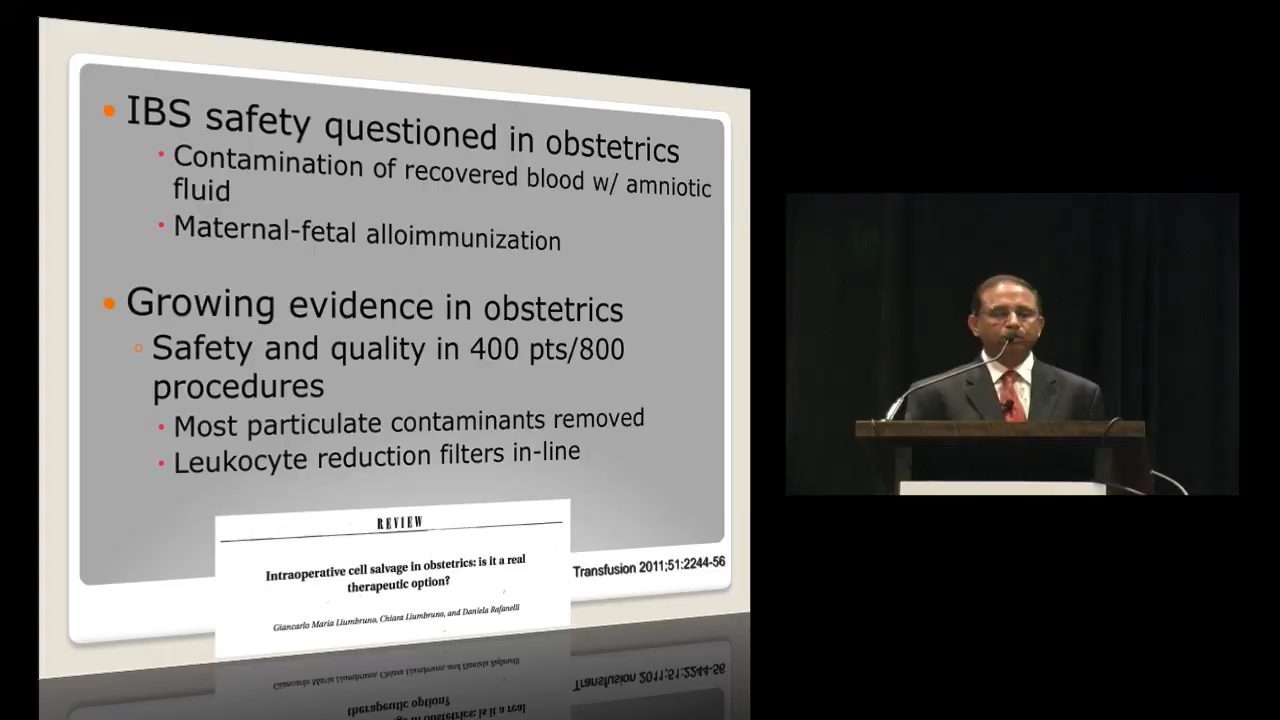 IBS safety questioned in obstetrics
Contamination of recovered blood w/ amniotic
fluid
Maternal-fetal alloimmunization
Growing evidence in obstetrics
Safety and quality in 400 pts/800
procedures
Most particulate contaminants removed
Leukocyte reduction filters in-line
REVIEW
Intraoperative cell salvage in obstetrics: is it a real
therapeutic option?
Giancarlo Maria Liumbruno, Chiara Liumbruno, and Daniela Rafanelli
Transfusion 2011;51:2244-56